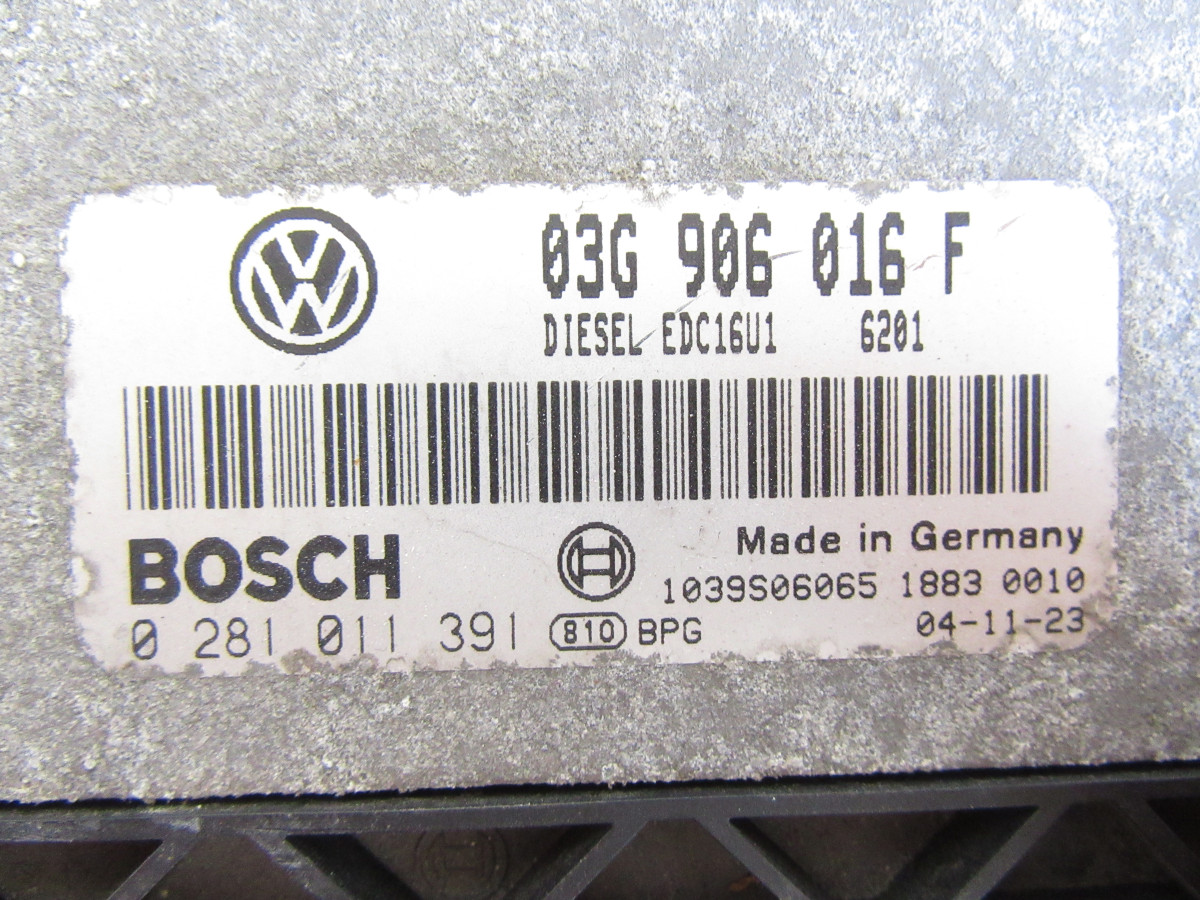 03G 906 016 F
DIESEL EDC16U1 6201
BOSCH
Made in Germany
1039S06065 1883 0010
0 281 011 391 810 BPG
04-11-23